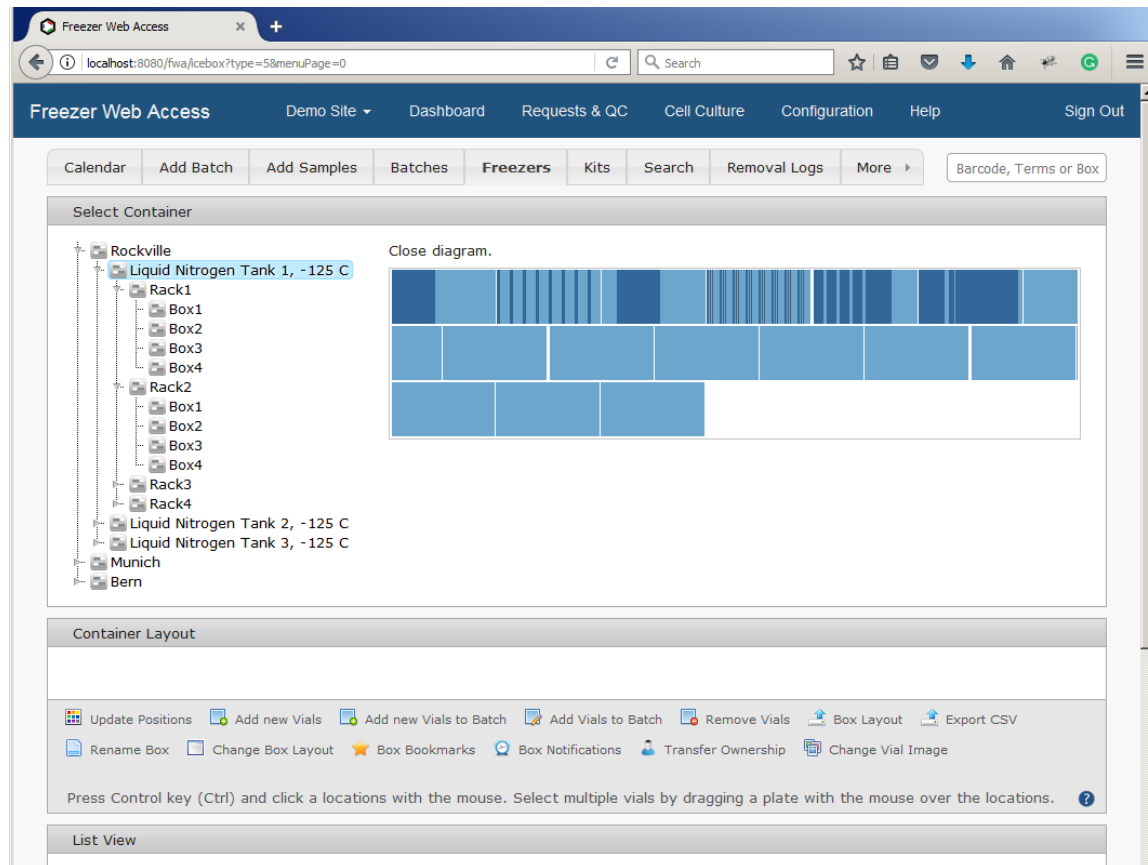 Freezer Web Access
localhost:8080/fwa/icebox?type=5&menuPage=0
Search
Freezer Web Access Demo Site Dashboard Requests & QC Cell Culture Configuration Help Sign Out
Calendar Add Batch Add Samples Batches Freezers Kits Search Removal Logs More Barcode, Terms or Box
Select Container
Rockville
Close diagram.
Liquid Nitrogen Tank 1, -125 C
Rack1
Box1
Box2
Box3
Box4
Rack2
Box1
Box2
Box3
Box4
Rack3
Rack4
Liquid Nitrogen Tank 2, -125 C
Liquid Nitrogen Tank 3, -125 C
Munich
Bern
Container Layout
Update Positions Add new Vials Add new Vials to Batch Add Vials to Batch Remove Vials Box Layout Export CSV
Rename Box Change Box Layout Box Bookmarks Box Notifications Transfer Ownership Change Vial Image
Press Control key (Ctrl) and click a locations with the mouse. Select multiple vials by dragging a plate with the mouse over the locations. ?
List View